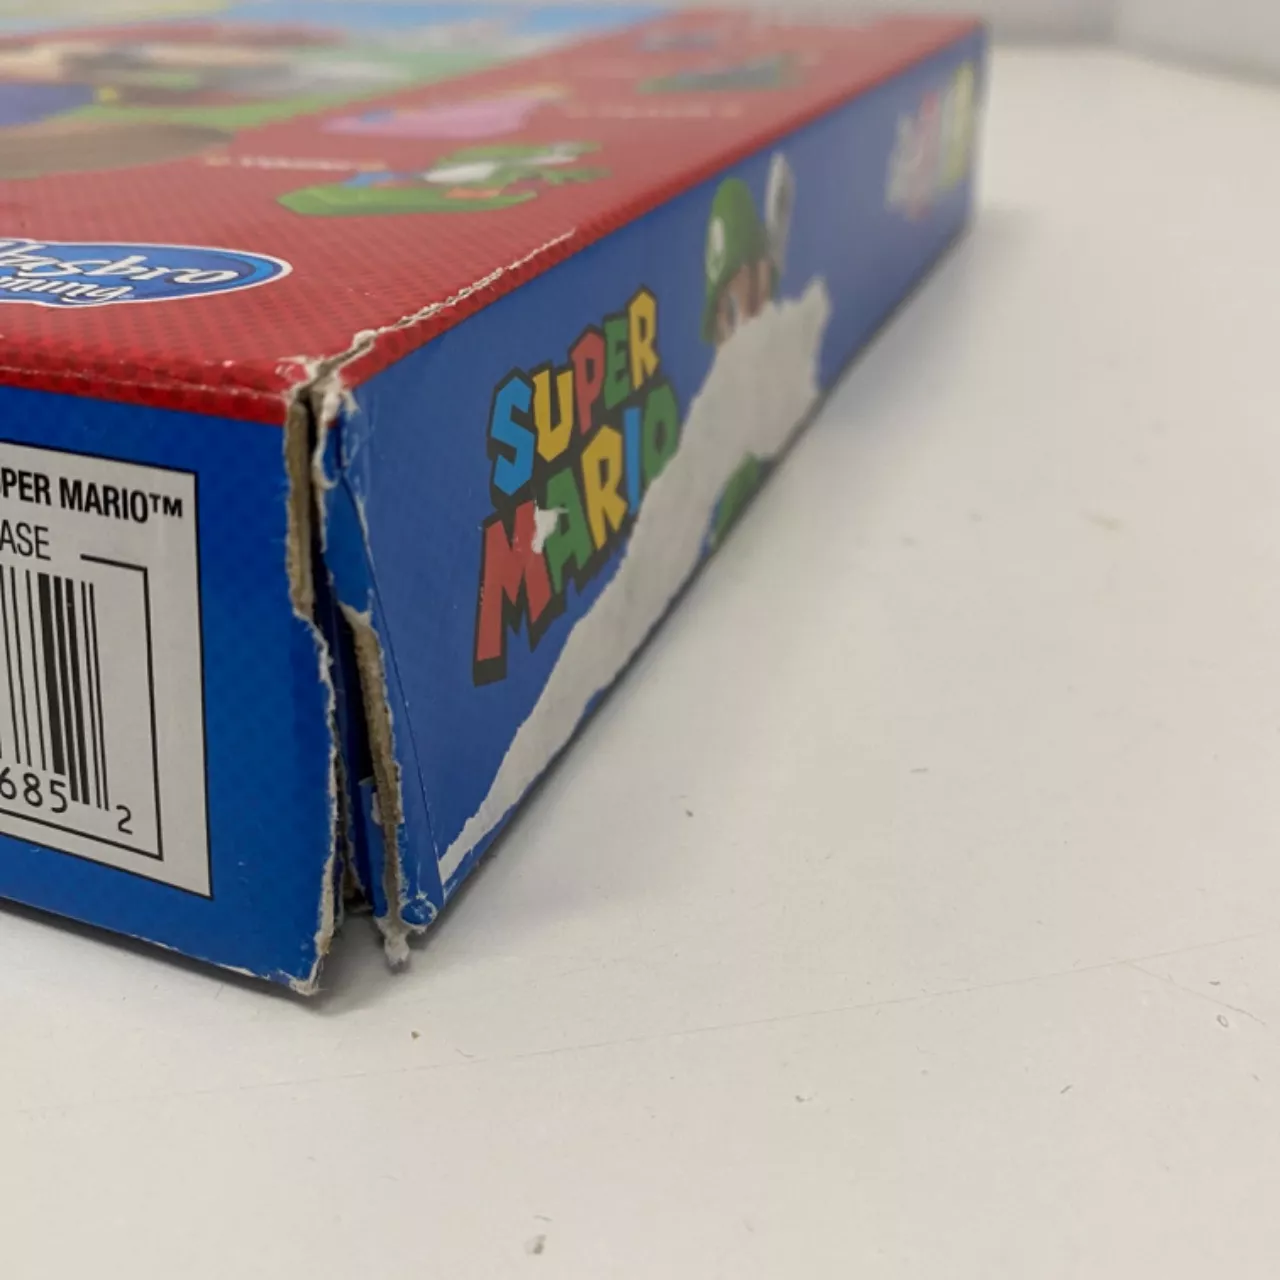 Hasbro
Gaming
PER MARIO™
ASE
685 2
SUPER
MARIO
L